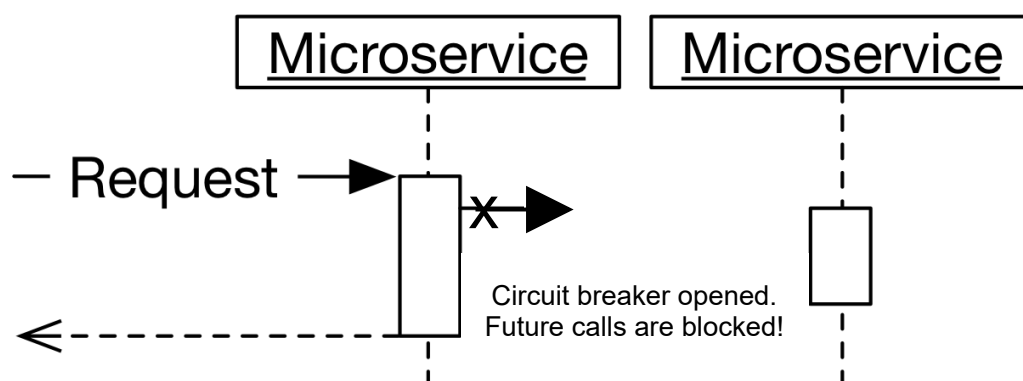 Microservice
Microservice
Request
X
Circuit breaker opened.
Future calls are blocked!